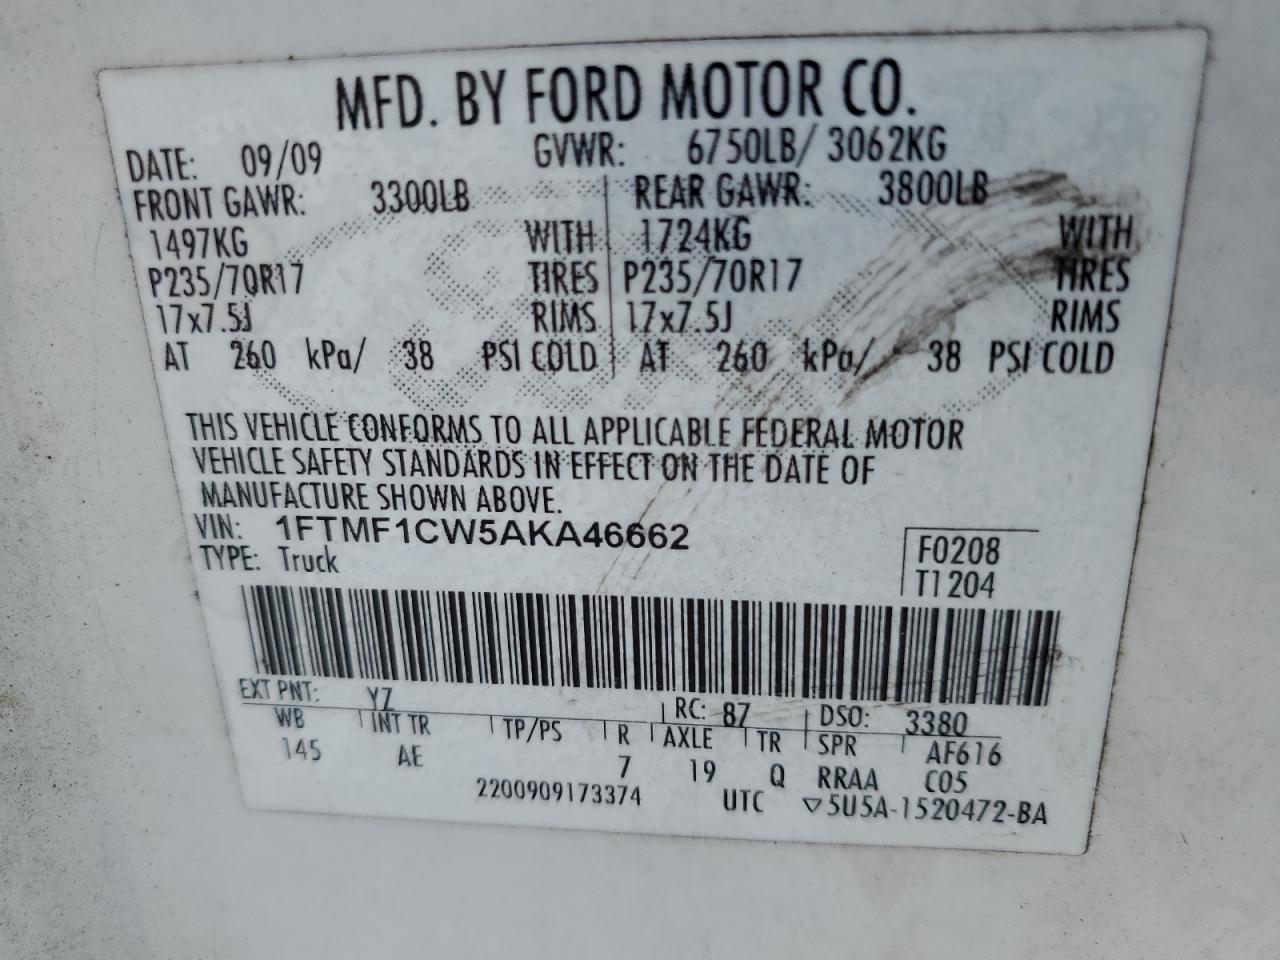 MFD. BY FORD MOTOR CO.
DATE: 09/09 GVWR: 6750LB/ 3062KG
FRONT GAWR: 3300LB REAR GAWR: 3800LB
1497KG WITH 1724KG WITH
P235/70R17 TIRES P235/70R17 TIRES
17x7.5J RIMS 17x7.5J RIMS
AT 260 kPa/ 38 PSI COLD AT 260 kPa/ 38 PSI COLD
THIS VEHICLE CONFORMS TO ALL APPLICABLE FEDERAL MOTOR
VEHICLE SAFETY STANDARDS IN EFFECT ON THE DATE OF
MANUFACTURE SHOWN ABOVE.
VIN: 1FTMF1CW5AKA46662
TYPE: Truck
F0208
T1204
EXT PNT: YZ RC: 87 DSO: 3380
WB INT TR TP/PS R AXLE TR SPR AF616
145 AE 7 19 Q RRAA C05
2200909173374 UTC ▽5U5A-1520472-BA